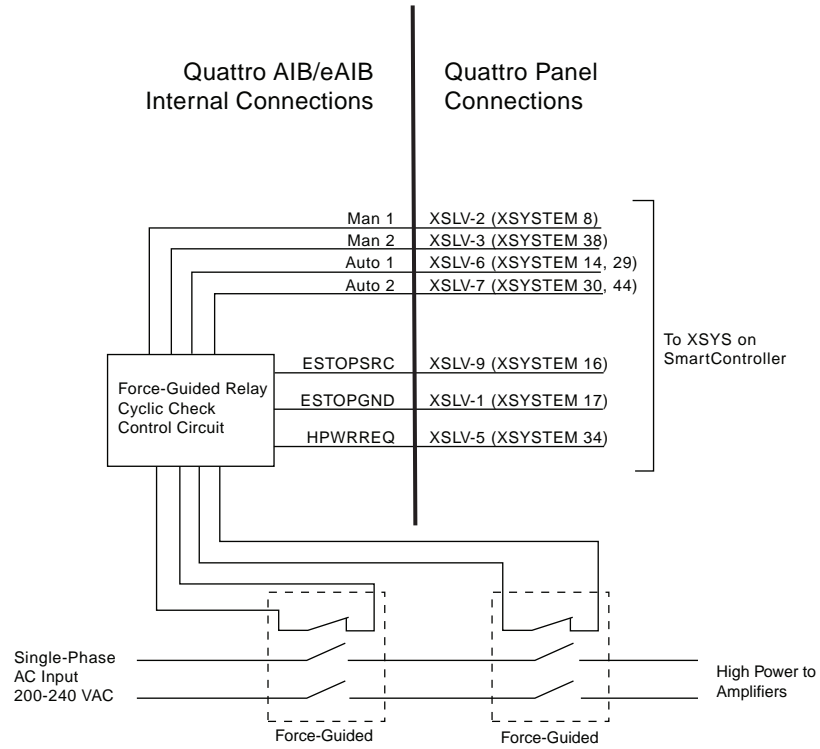 Quattro AIB/eAIB
Internal Connections
Quattro Panel
Connections
Man 1 XSLV-2 (XSYSTEM 8)
Man 2 XSLV-3 (XSYSTEM 38)
Auto 1 XSLV-6 (XSYSTEM 14, 29)
Auto 2 XSLV-7 (XSYSTEM 30, 44)
To XSYS on
SmartController
ESTOPSRC XSLV-9 (XSYSTEM 16)
ESTOPGND XSLV-1 (XSYSTEM 17)
HPWRREQ XSLV-5 (XSYSTEM 34)
Force-Guided Relay
Cyclic Check
Control Circuit
Single-Phase
AC Input
200-240 VAC
High Power to
Amplifiers
Force-Guided
Force-Guided